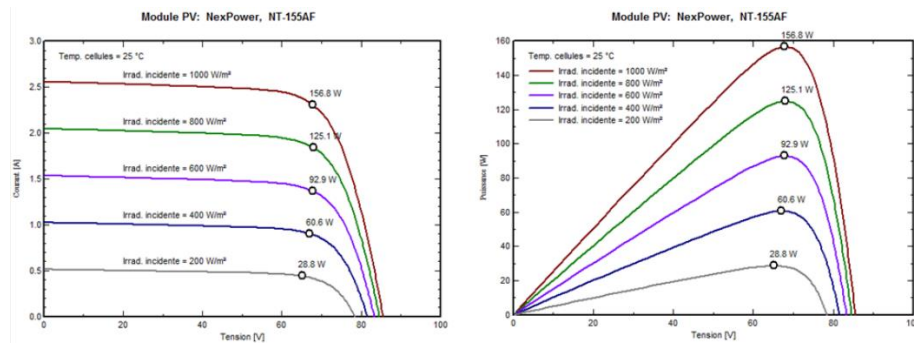 Module PV: NexPower, NT-155AF
3.0
2.5
2.0
1.5
1.0
0.5
0.0
Courant [A]
Temp. cellules = 25 °C
Irrad. incidente = 1000 W/m²
156.8 W
Irrad. incidente = 800 W/m²
125.1 W
Irrad. incidente = 600 W/m²
92.9 W
Irrad. incidente = 400 W/m²
60.6 W
Irrad. incidente = 200 W/m²
28.8 W
0 20 40 60 80 100
Tension [V]
Module PV: NexPower, NT-155AF
160
140
120
100
80
60
40
20
0
Puissance [W]
Temp. cellules = 25 °C
Irrad. incidente = 1000 W/m²
Irrad. incidente = 800 W/m²
Irrad. incidente = 600 W/m²
Irrad. incidente = 400 W/m²
Irrad. incidente = 200 W/m²
156.8 W
125.1 W
92.9 W
60.6 W
28.8 W
0 20 40 60 80 100
Tension [V]